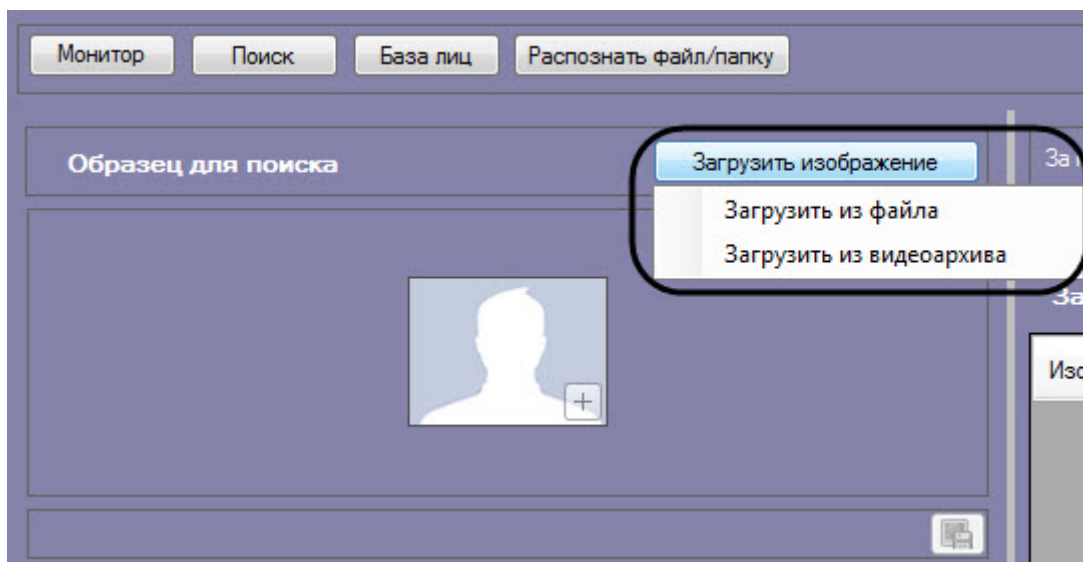 Монитор Поиск База лиц Распознать файл/папку
Образец для поиска Загрузить изображение
Загрузить из файла
Загрузить из видеоархива